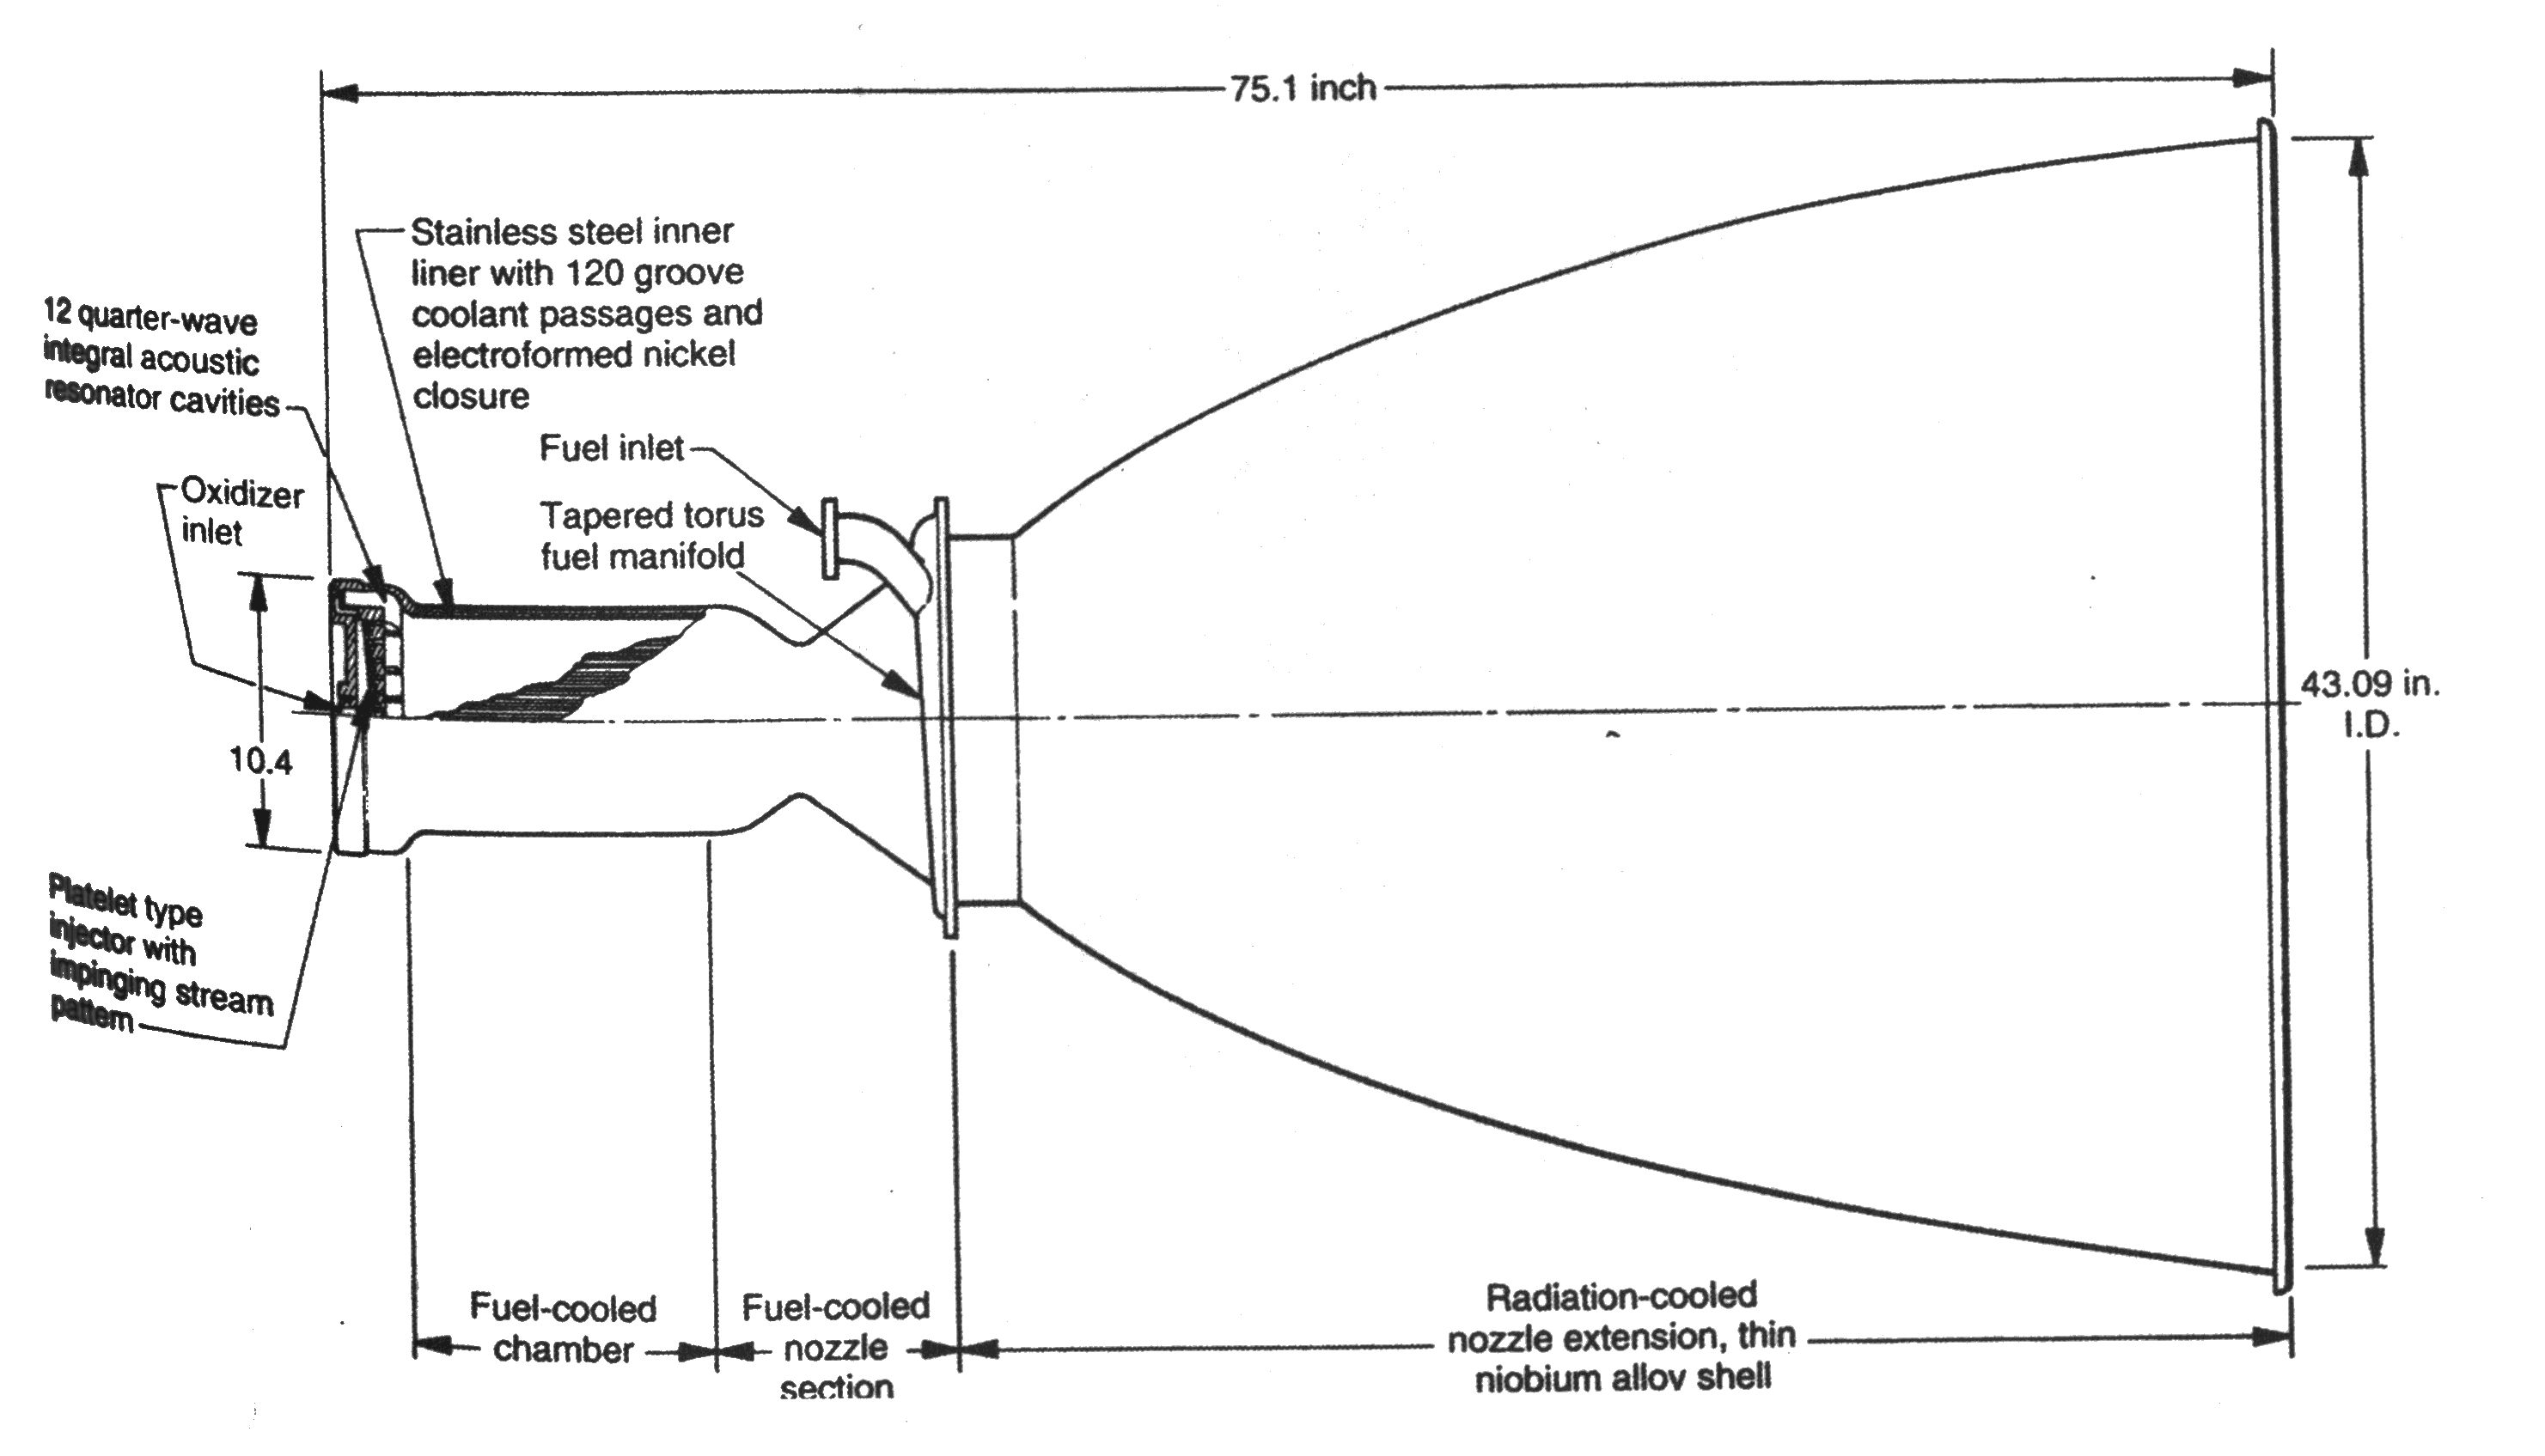 75.1 inch
Stainless steel inner
liner with 120 groove
coolant passages and
electroformed nickel
closure
12 quarter-wave
integral acoustic
resonator cavities
Fuel inlet
Oxidizer
inlet
Tapered torus
fuel manifold
43.09 in.
I.D.
10.4
Platelet type
injector with
impinging stream
pattern
Fuel-cooled
chamber
Fuel-cooled
nozzle
section
Radiation-cooled
nozzle extension, thin
niobium alloy shell